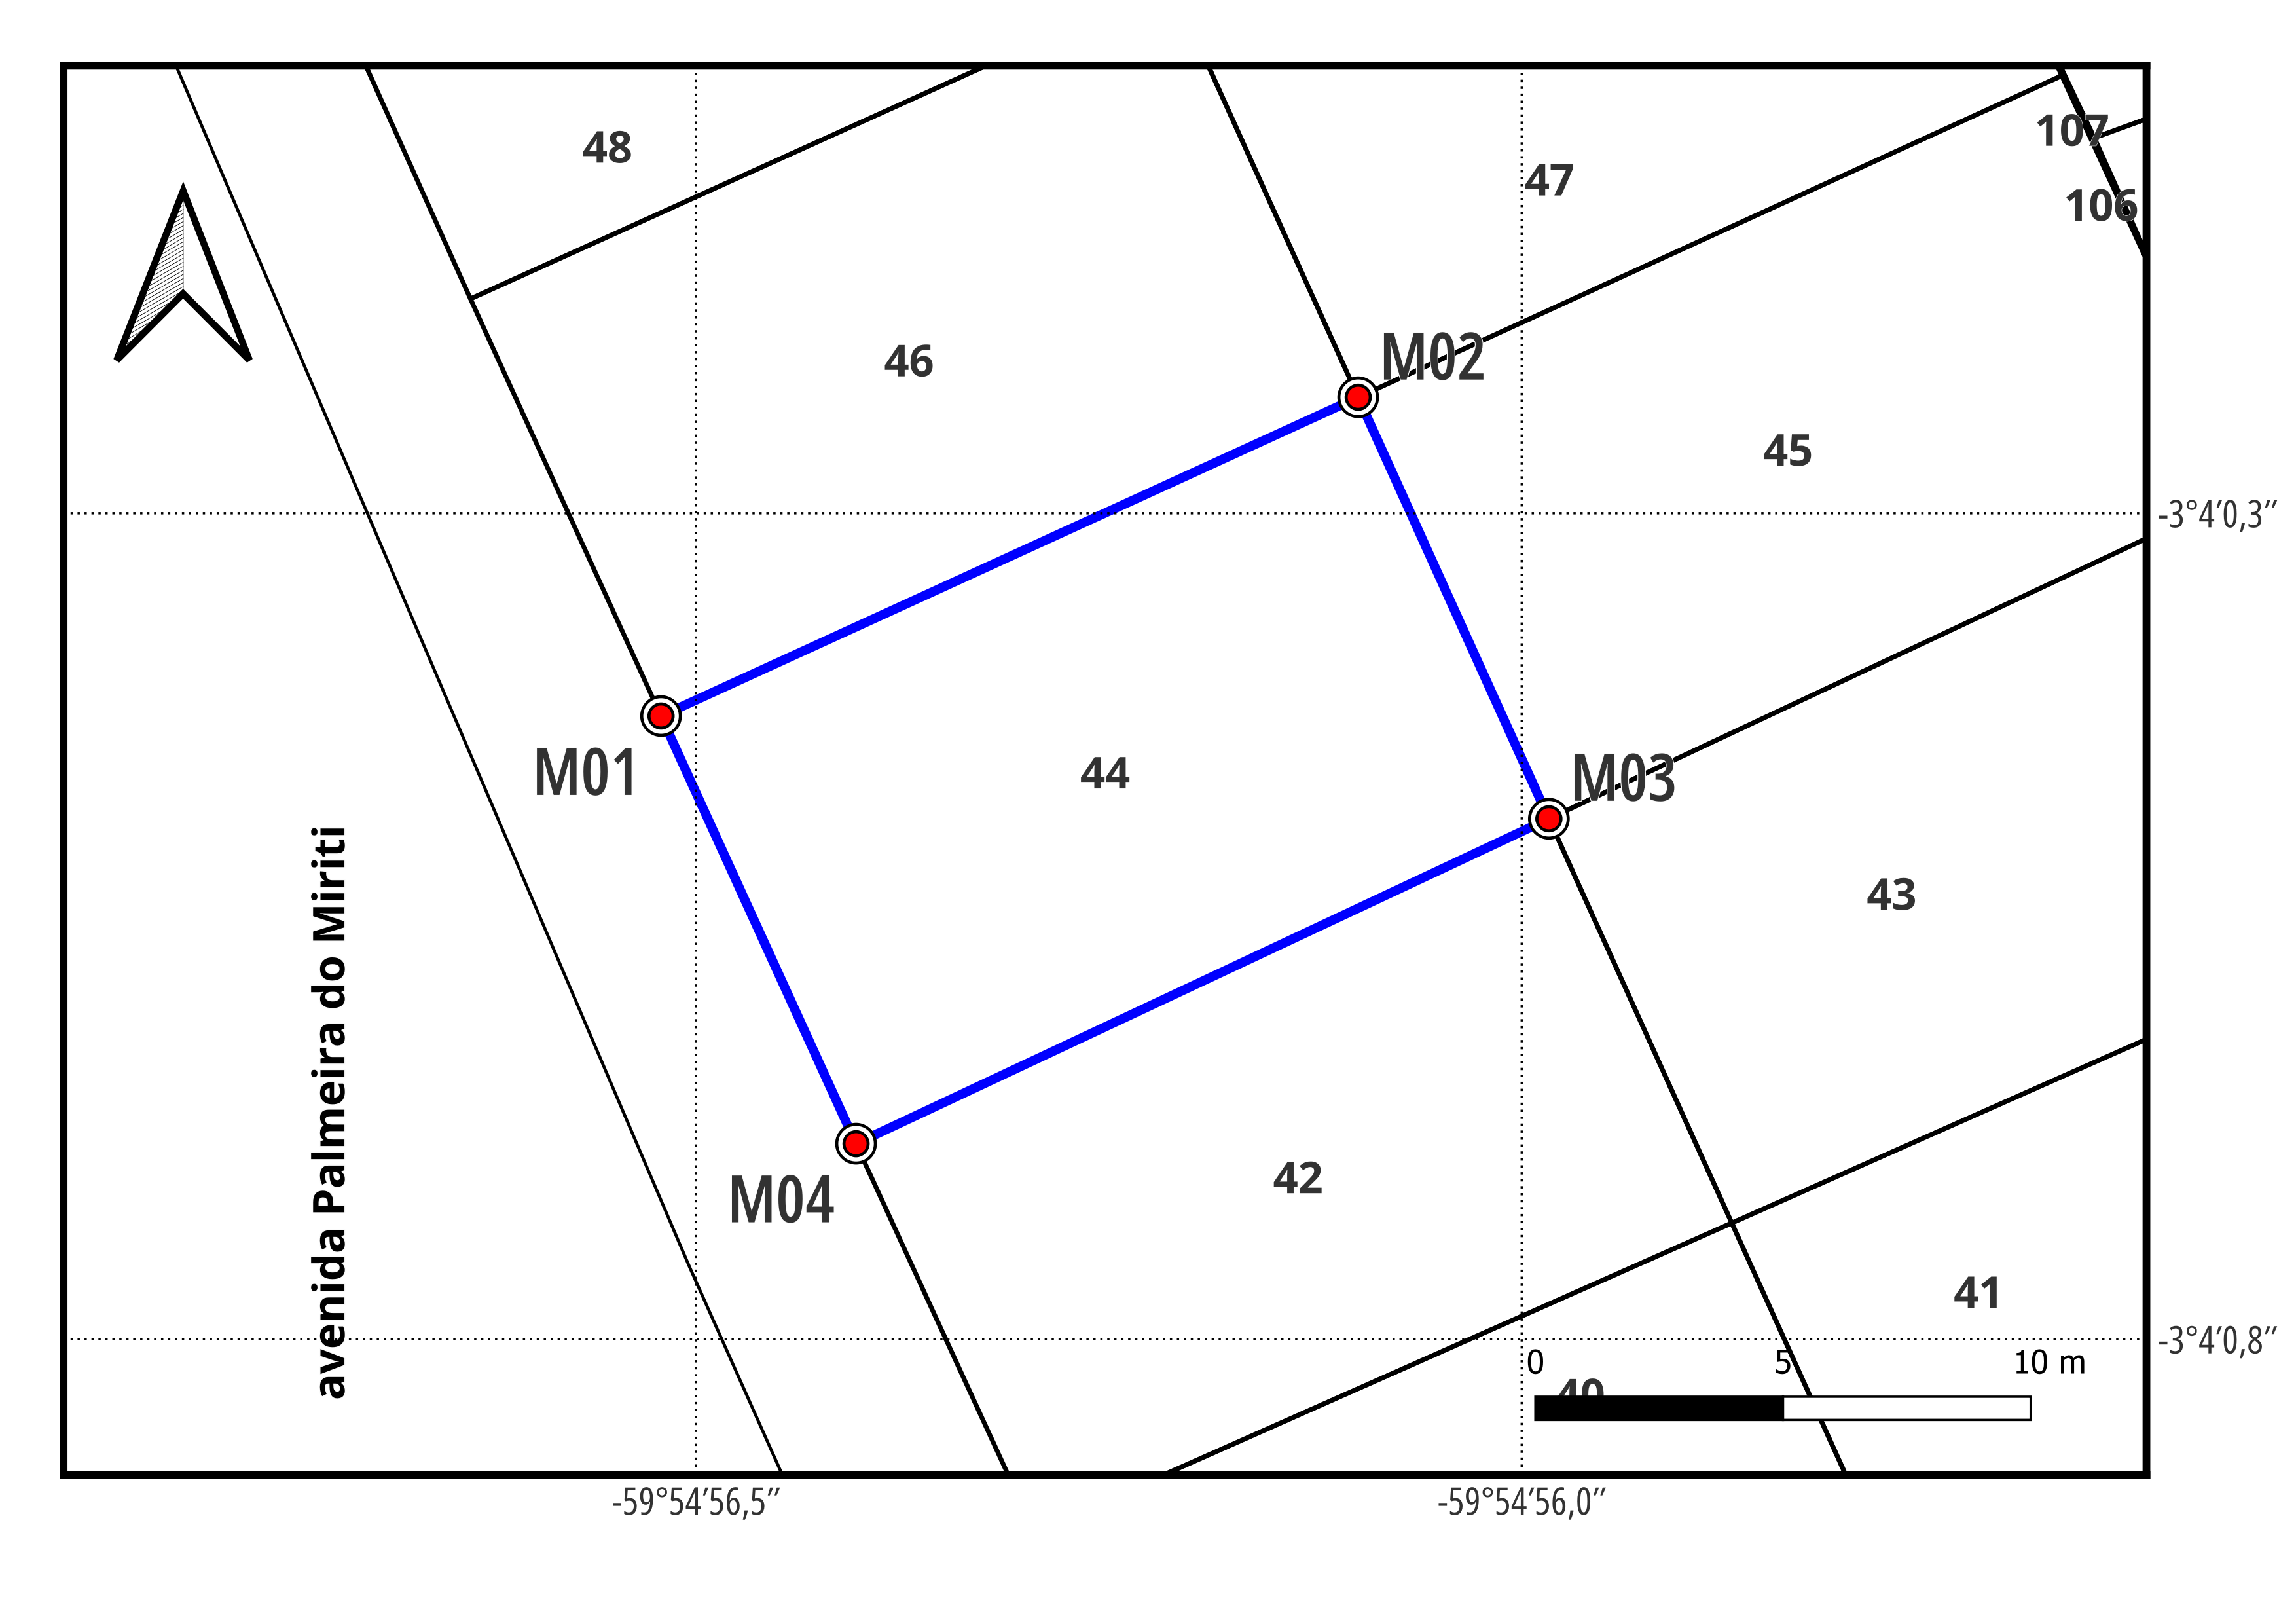 48
47
107
106
46
M02
45
-3°4′0,3″
M01
44
M03
43
avenida Palmeira do Miriti
M04
42
41
-3°4′0,8″
0 5 10 m
40
-59°54′56,5″
-59°54′56,0″